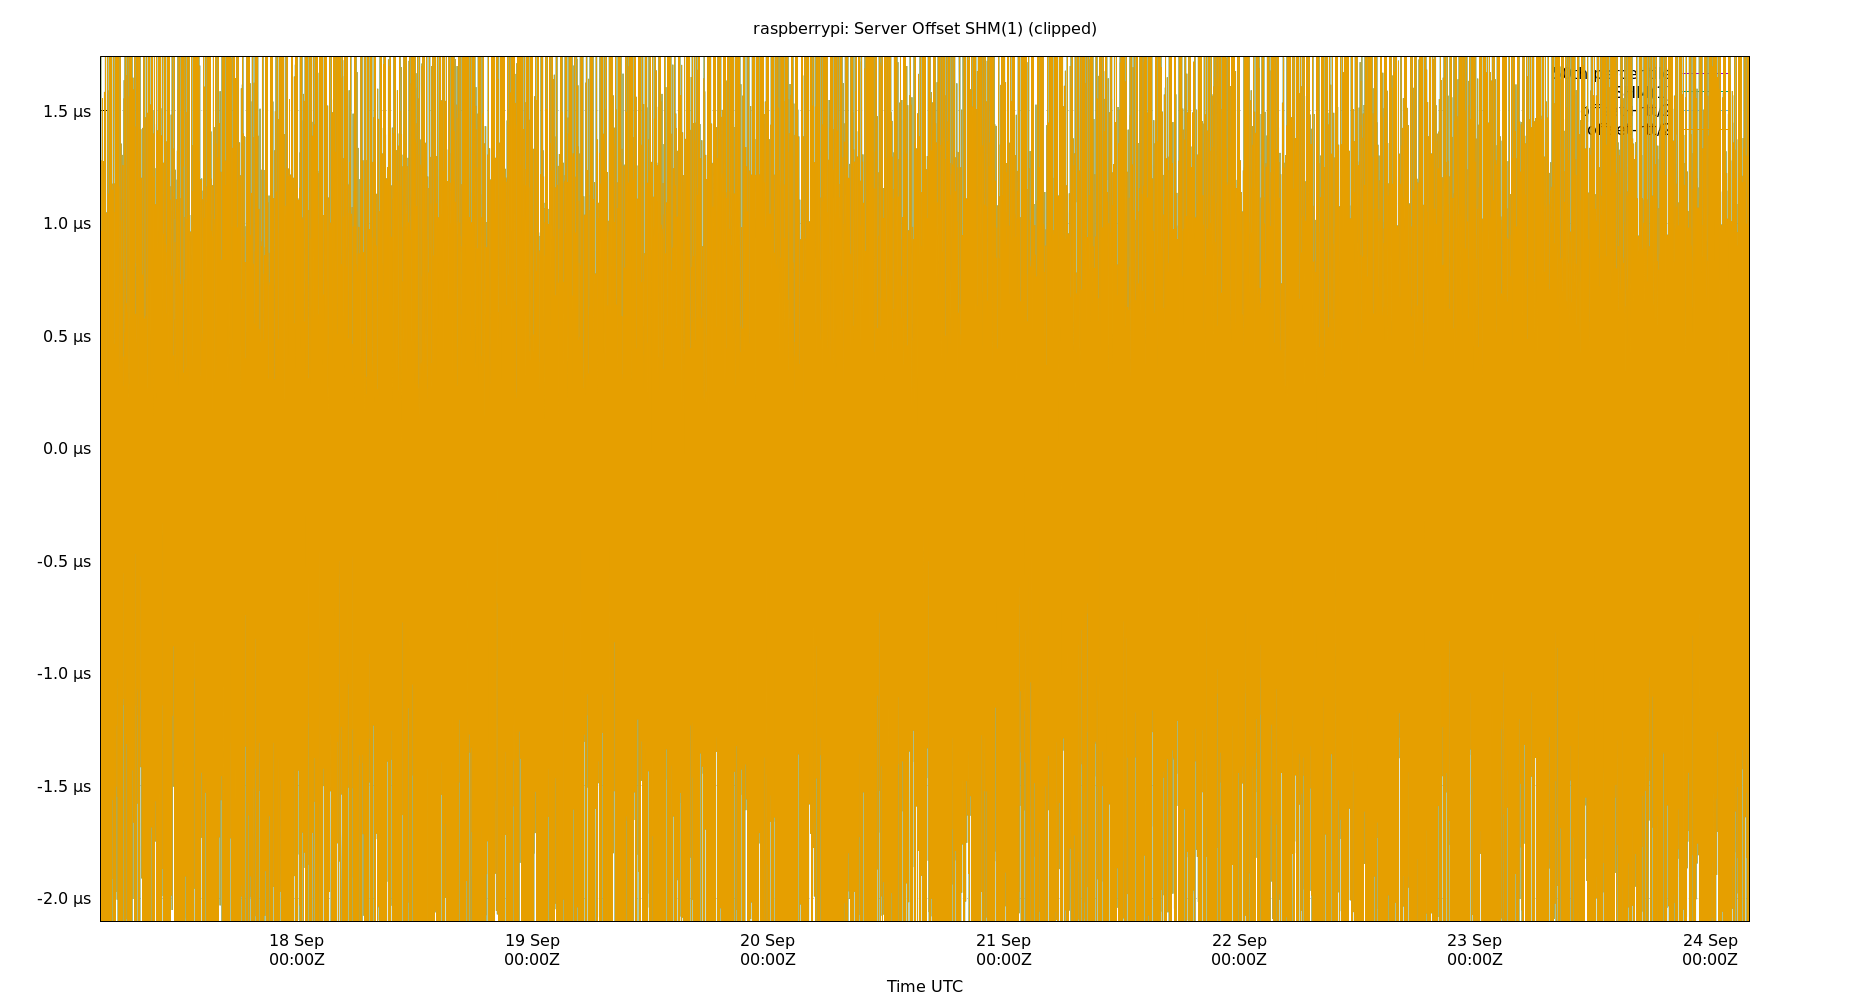 raspberrypi: Server Offset SHM(1) (clipped)
1.5 µs
1.0 µs
0.5 µs
0.0 µs
-0.5 µs
-1.0 µs
-1.5 µs
-2.0 µs
18 Sep 19 Sep 20 Sep 21 Sep 22 Sep 23 Sep 24 Sep
00:00Z 00:00Z 00:00Z 00:00Z 00:00Z 00:00Z 00:00Z
Time UTC